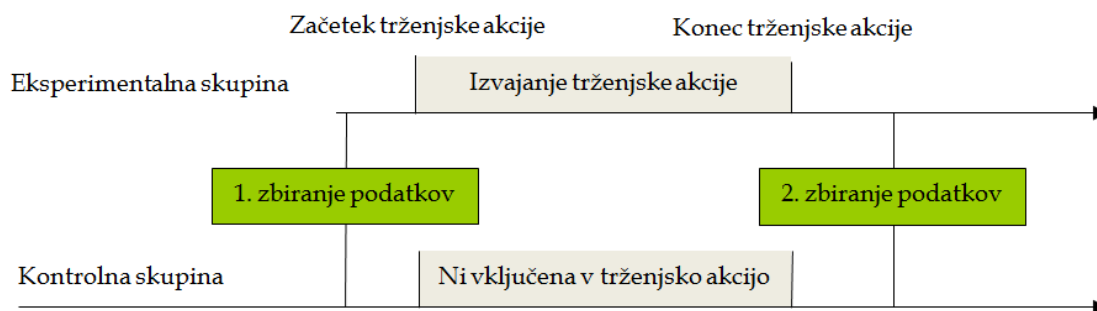 Začetek trženjske akcije
Konec trženjske akcije
Eksperimentalna skupina
Izvajanje trženjske akcije
1. zbiranje podatkov
2. zbiranje podatkov
Kontrolna skupina
Ni vključena v trženjsko akcijo